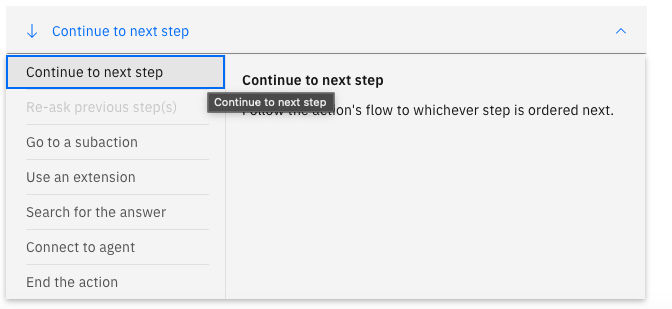 Continue to next step
Continue to next step
Continue to next step
Re-ask previous step(s)
Continue to next step
the action's flow to whichever step is ordered next.
Go to a subaction
Use an extension
Search for the answer
Connect to agent
End the action